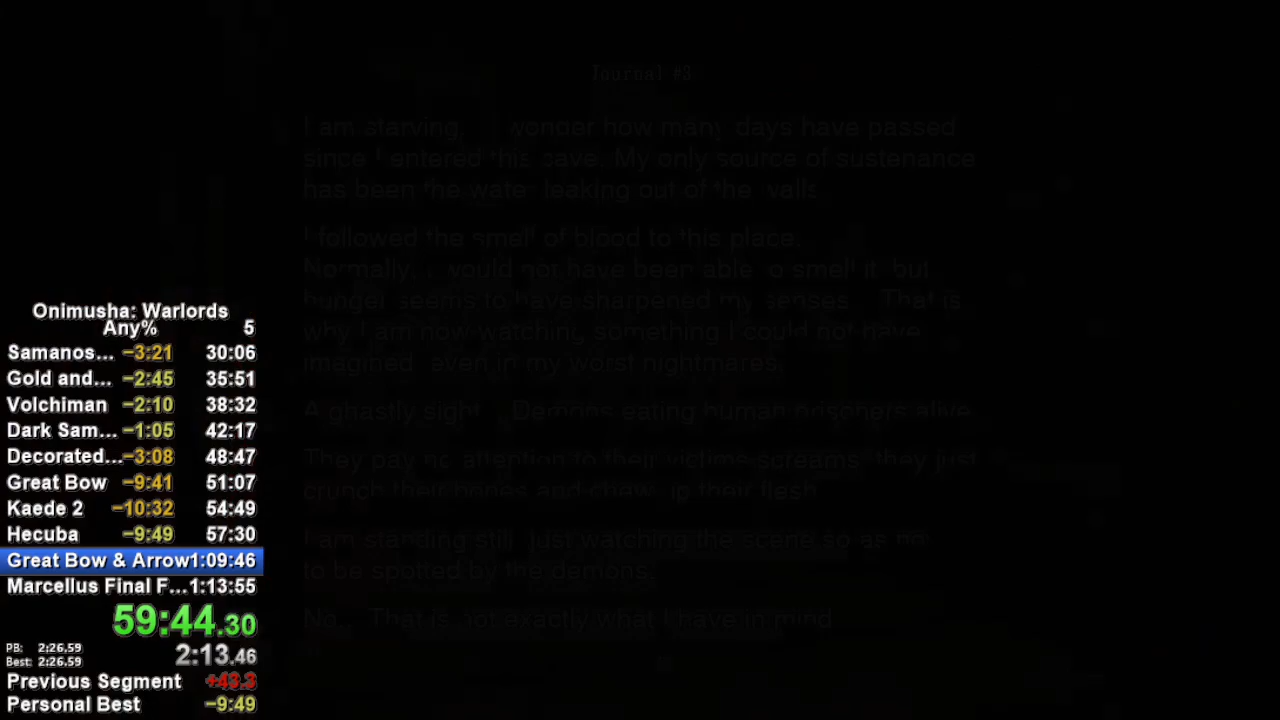 Journal #3
I am starving. I wonder how many days have passed
since I entered this cave. My only source of sustenance
has been the water leaking out of the walls.
I followed the smell of blood to this place.
Normally, I would not have been able to smell it, but
hunger seems to have sharpened my senses. That is
why I am now watching something I could not have
imagined even in my worst nightmares.
A ghastly sight... Demons eating human prisoners alive.
They pay no attention to their victims screams, they just
crunch their bones and chew up their flesh.
I am standing still, just watching the scene so as not
to be spotted by the demons.
No... That is not exactly what I have in mind.
Onimusha: Warlords
Any% 5
Samanos... −3:21 30:06
Gold and... −2:45 35:51
Volchiman −2:10 38:32
Dark Sam... −1:05 42:17
Decorated... −3:08 48:47
Great Bow −9:41 51:07
Kaede 2 −10:32 54:49
Hecuba −9:49 57:30
Great Bow & Arrow 1:09:46
Marcellus Final F... 1:13:55
59:44.30
PB: 2:26.59
Best: 2:26.59
2:13.46
Previous Segment +43.3
Personal Best −9:49